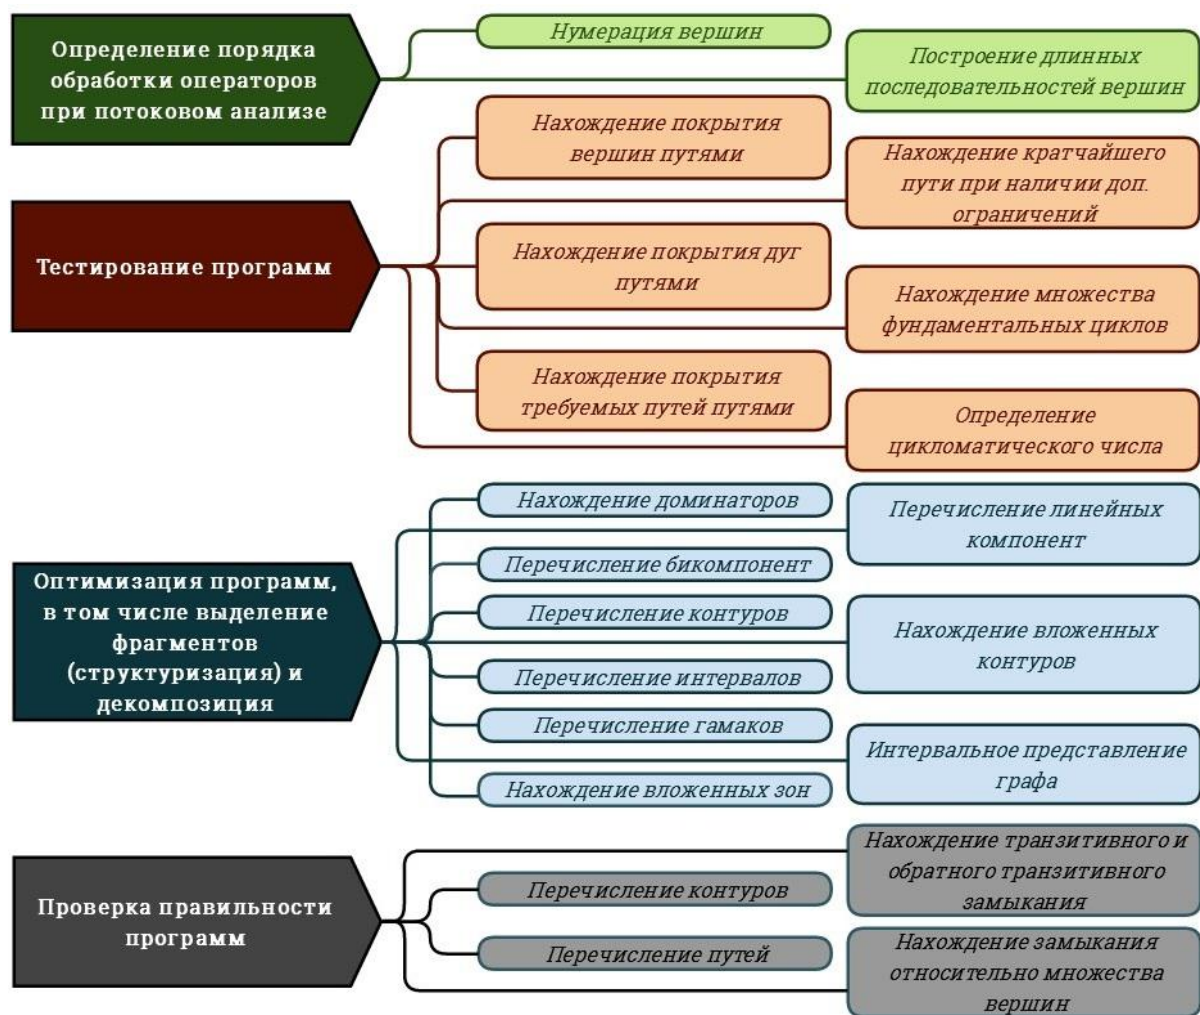 Определение порядка
обработки операторов
при потоковом анализе
Нумерация вершин
Построение длинных
последовательностей вершин
Тестирование программ
Нахождение покрытия
вершин путями
Нахождение кратчайшего
пути при наличии доп.
ограничений
Нахождение покрытия дуг
путями
Нахождение множества
фундаментальных циклов
Нахождение покрытия
требуемых путей путями
Определение
цикломатического числа
Оптимизация программ,
в том числе выделение
фрагментов
(структуризация) и
декомпозиция
Нахождение доминаторов
Перечисление линейных
компонент
Перечисление бикомпонент
Перечисление контуров
Нахождение вложенных
контуров
Перечисление интервалов
Перечисление гамаков
Интервальное представление
графа
Нахождение вложенных зон
Проверка правильности
программ
Нахождение транзитивного и
обратного транзитивного
замыкания
Перечисление контуров
Перечисление путей
Нахождение замыкания
относительно множества
вершин